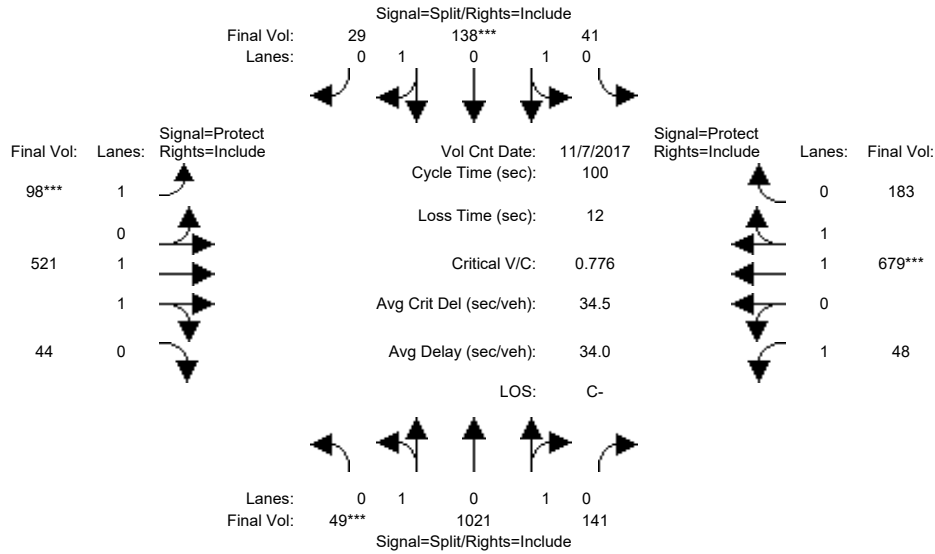 Signal=Split/Rights=Include
Final Vol: 29 138*** 41
Lanes: 0 1 0 1 0
Signal=Protect Signal=Protect
Final Vol: Lanes: Rights=Include Vol Cnt Date: 11/7/2017 Rights=Include Lanes: Final Vol:
Cycle Time (sec): 100
98*** 1 0 183
Loss Time (sec): 12
0 1
521 1 Critical V/C: 0.776 1 679***
1 Avg Crit Del (sec/veh): 34.5 0
44 0 Avg Delay (sec/veh): 34.0 1 48
LOS: C-
Lanes: 0 1 0 1 0
Final Vol: 49*** 1021 141
Signal=Split/Rights=Include